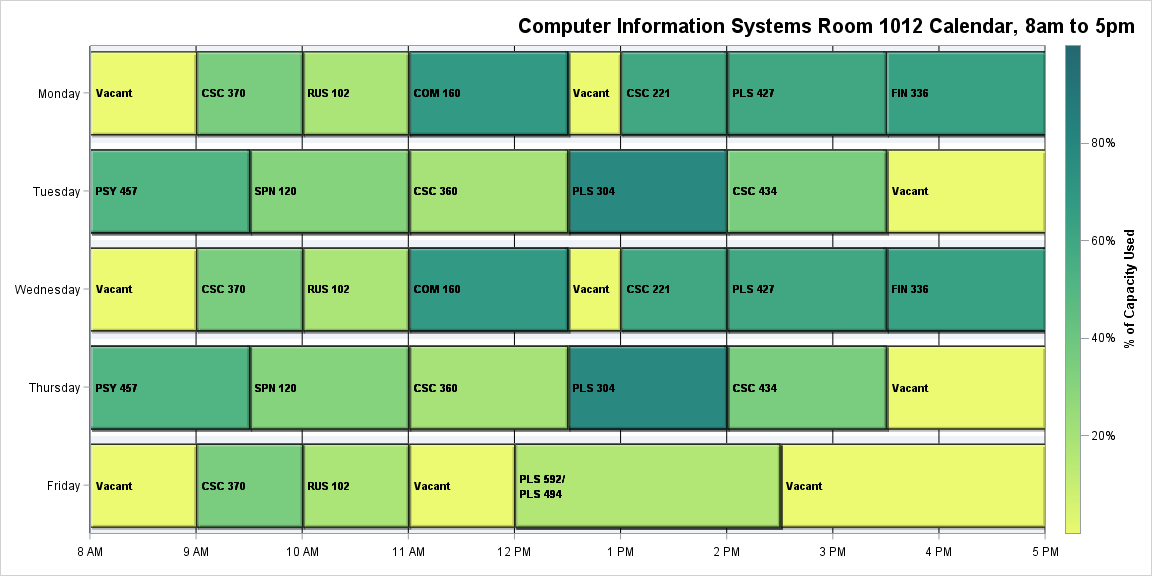 Computer Information Systems Room 1012 Calendar, 8am to 5pm
Monday
Vacant
CSC 370
RUS 102
COM 160
Vacant
CSC 221
PLS 427
FIN 336
Tuesday
PSY 457
SPN 120
CSC 360
PLS 304
CSC 434
Vacant
Wednesday
Vacant
CSC 370
RUS 102
COM 160
Vacant
CSC 221
PLS 427
FIN 336
Thursday
PSY 457
SPN 120
CSC 360
PLS 304
CSC 434
Vacant
Friday
Vacant
CSC 370
RUS 102
Vacant
PLS 592/
PLS 494
Vacant
8 AM
9 AM
10 AM
11 AM
12 PM
1 PM
2 PM
3 PM
4 PM
5 PM
80%
60%
40%
20%
% of Capacity Used